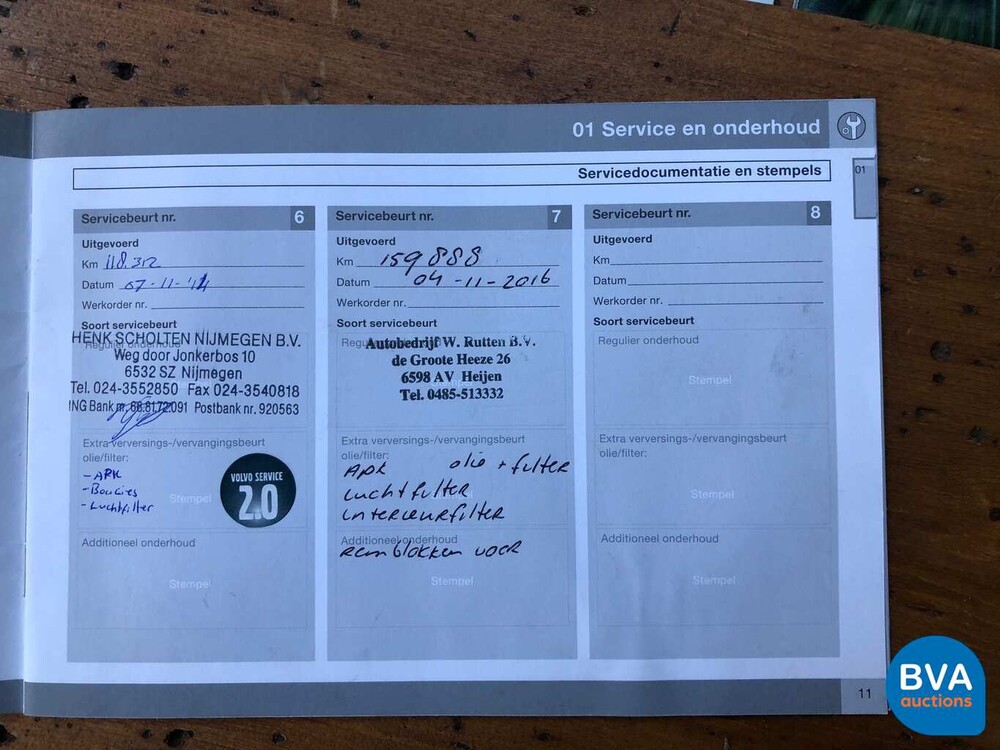 01 Service en onderhoud
Servicedocumentatie en stempels
01
Servicebeurt nr. 6
Uitgevoerd
Km 118.312
Datum 07-11-'14
Werkorder nr.
Soort servicebeurt
Regulier onderhoud
HENK SCHOLTEN NIJMEGEN B.V.
Weg door Jonkerbos 10
6532 SZ Nijmegen
Tel. 024-3552850 Fax 024-3540818
ING Bank nr. 68.81.72.091 Postbank nr. 920563
Extra verversings-/vervangingsbeurt
olie/filter:
- APK
- Bougies
- Luchtfilter
Stempel
VOLVO SERVICE
2.0
Additioneel onderhoud
Stempel
Servicebeurt nr. 7
Uitgevoerd
Km 159888
Datum 04-11-2016
Werkorder nr.
Soort servicebeurt
Autobedrijf W. Rutten B.V.
de Groote Heeze 26
6598 AV Heijen
Tel. 0485-513332
Extra verversings-/vervangingsbeurt
olie/filter:
APK olie + filter
Luchtfilter
interieurfilter
Additioneel onderhoud
remblokken voor
Stempel
Servicebeurt nr. 8
Uitgevoerd
Km
Datum
Werkorder nr.
Soort servicebeurt
Regulier onderhoud
Stempel
Extra verversings-/vervangingsbeurt
olie/filter:
Stempel
Additioneel onderhoud
Stempel
11
BVA
auctions